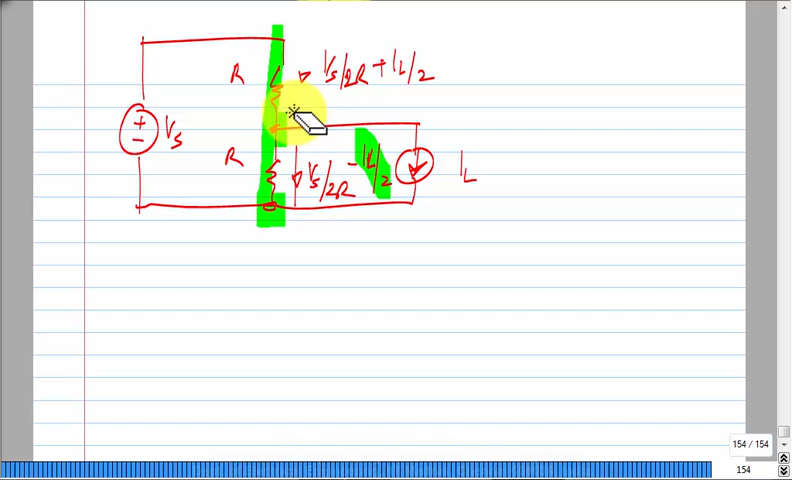 R Vs/2R + IL/2
+
− Vs
R Vs/2R − IL/2 IL
154 / 154
154